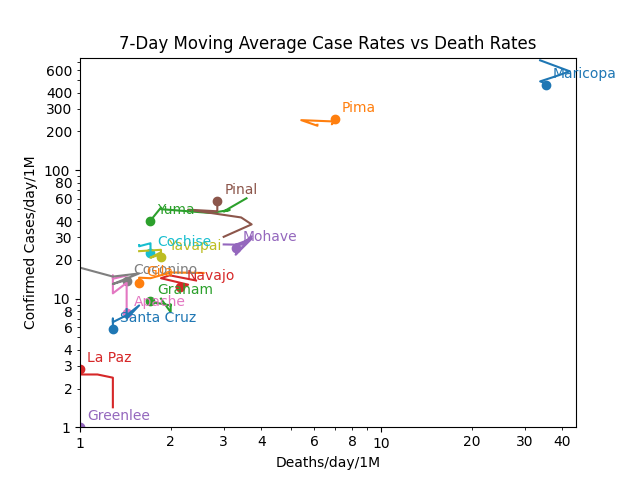 7-Day Moving Average Case Rates vs Death Rates
Confirmed Cases/day/1M
600
400
300
200
100
80
60
40
30
20
10
8
6
4
3
2
1
Maricopa
Pima
Pinal
Yuma
Mohave
Cochise
Yavapai
Coconino
Gila
Navajo
Graham
Apache
Santa Cruz
La Paz
Greenlee
1
2
3
4
6
8
10
20
30
40
Deaths/day/1M